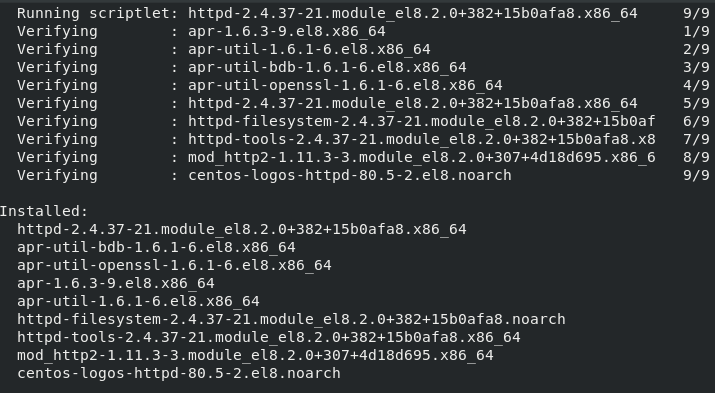 Running scriptlet: httpd-2.4.37-21.module_el8.2.0+382+15b0afa8.x86_64 9/9
Verifying : apr-1.6.3-9.el8.x86_64 1/9
Verifying : apr-util-1.6.1-6.el8.x86_64 2/9
Verifying : apr-util-bdb-1.6.1-6.el8.x86_64 3/9
Verifying : apr-util-openssl-1.6.1-6.el8.x86_64 4/9
Verifying : httpd-2.4.37-21.module_el8.2.0+382+15b0afa8.x86_64 5/9
Verifying : httpd-filesystem-2.4.37-21.module_el8.2.0+382+15b0af 6/9
Verifying : httpd-tools-2.4.37-21.module_el8.2.0+382+15b0afa8.x8 7/9
Verifying : mod_http2-1.11.3-3.module_el8.2.0+307+4d18d695.x86_6 8/9
Verifying : centos-logos-httpd-80.5-2.el8.noarch 9/9
Installed:
httpd-2.4.37-21.module_el8.2.0+382+15b0afa8.x86_64
apr-util-bdb-1.6.1-6.el8.x86_64
apr-util-openssl-1.6.1-6.el8.x86_64
apr-1.6.3-9.el8.x86_64
apr-util-1.6.1-6.el8.x86_64
httpd-filesystem-2.4.37-21.module_el8.2.0+382+15b0afa8.noarch
httpd-tools-2.4.37-21.module_el8.2.0+382+15b0afa8.x86_64
mod_http2-1.11.3-3.module_el8.2.0+307+4d18d695.x86_64
centos-logos-httpd-80.5-2.el8.noarch